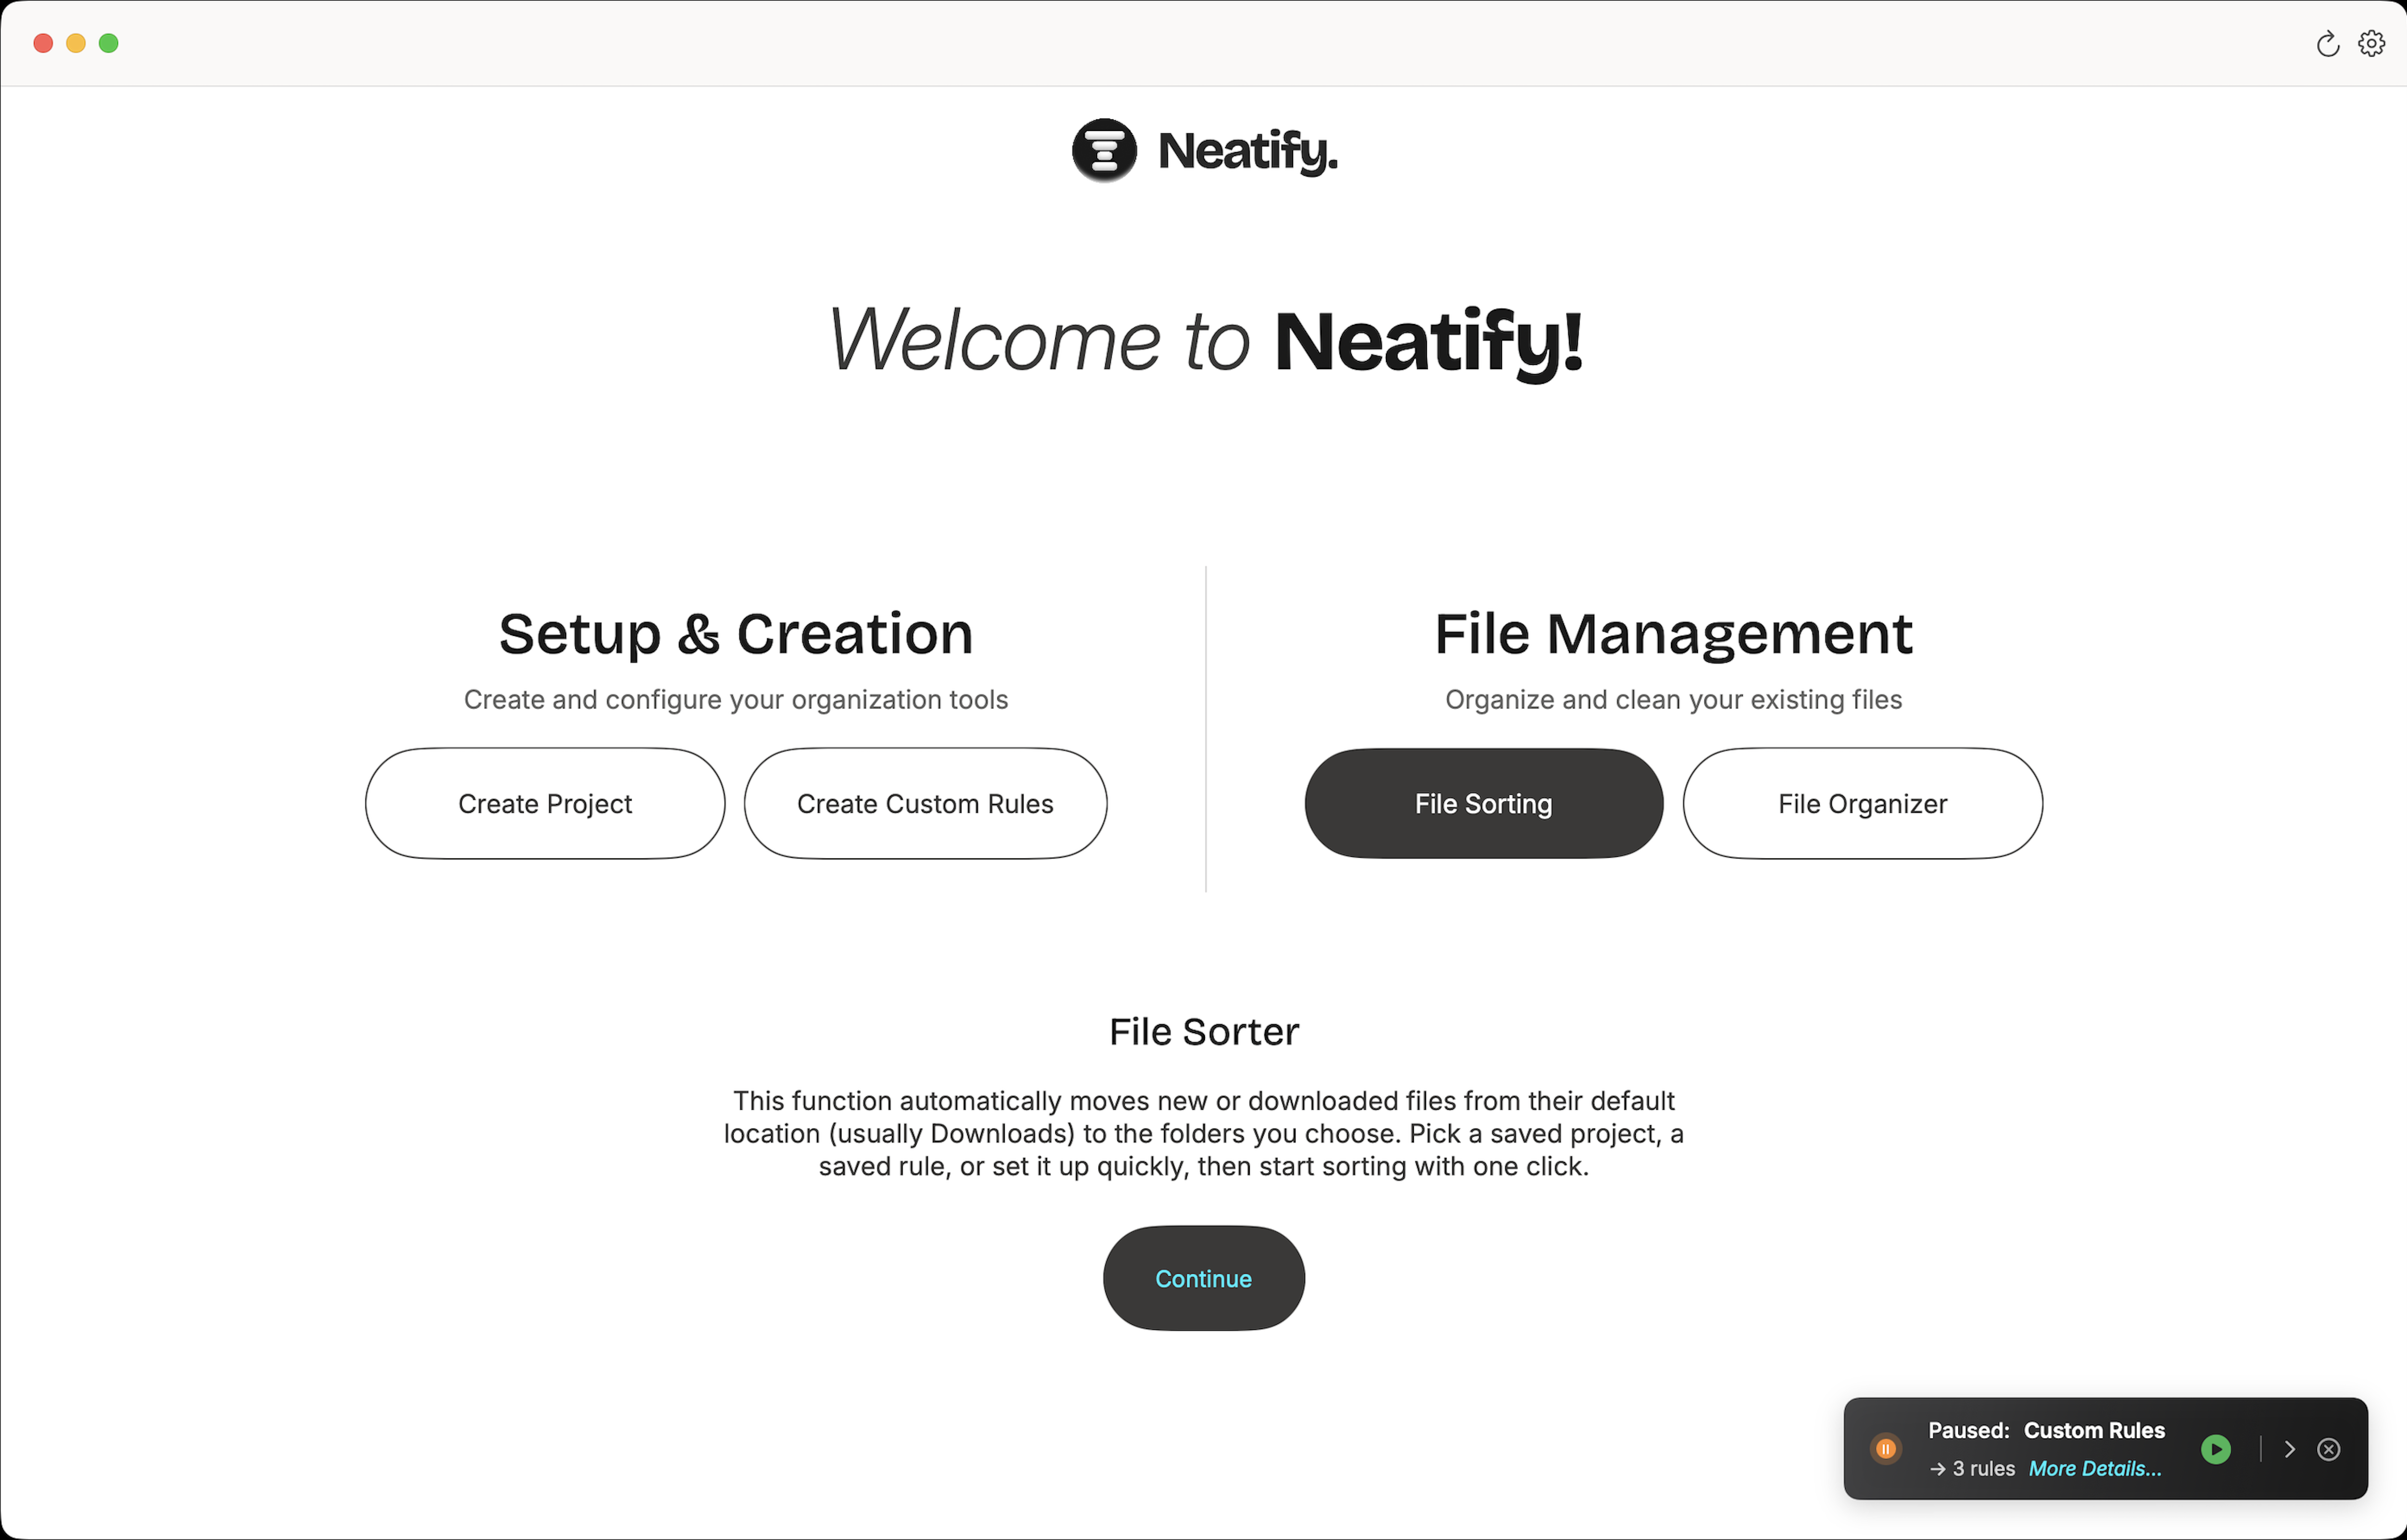 Neatify.
Welcome to Neatify!
Setup & Creation
Create and configure your organization tools
Create Project
Create Custom Rules
File Management
Organize and clean your existing files
File Sorting
File Organizer
File Sorter
This function automatically moves new or downloaded files from their default
location (usually Downloads) to the folders you choose. Pick a saved project, a
saved rule, or set it up quickly, then start sorting with one click.
Continue
Paused: Custom Rules
→ 3 rules More Details...